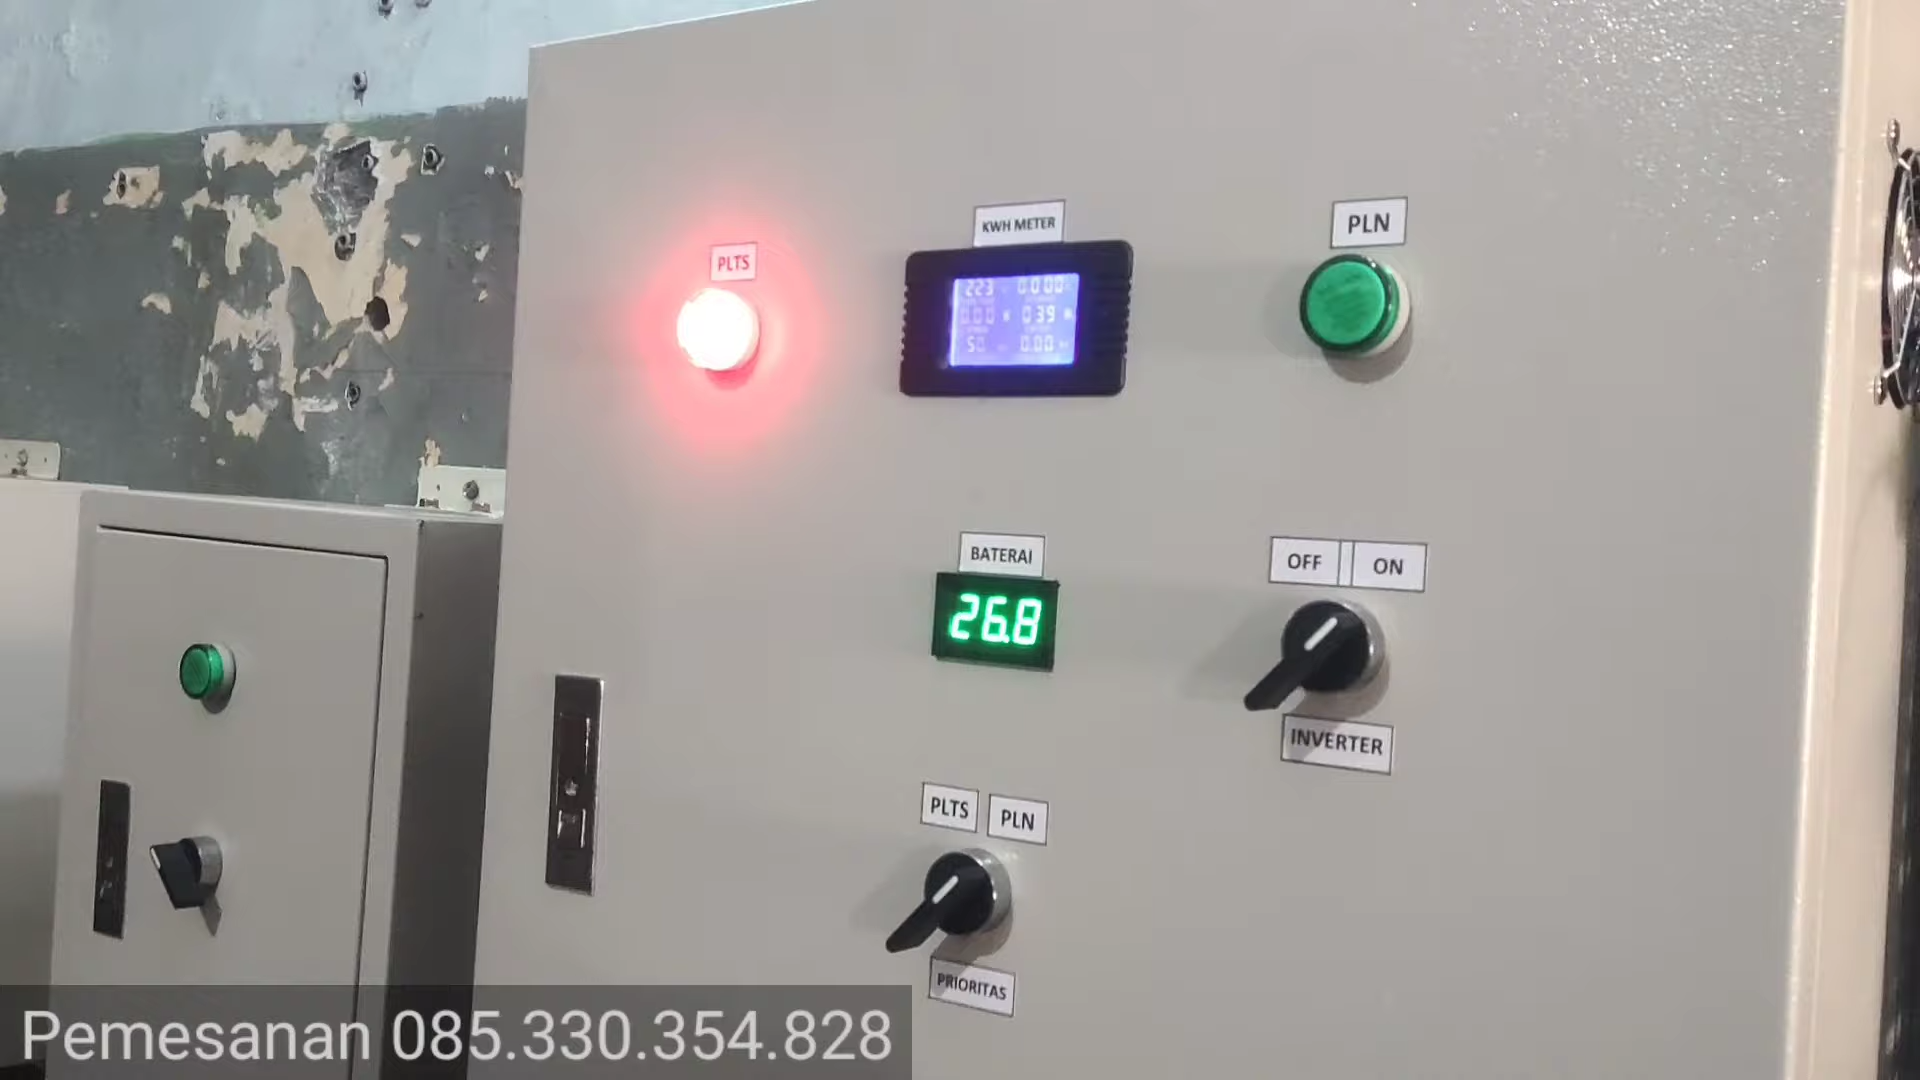 KWH METER
PLN
PLTS
223 0.000
0.00 W 0.39
50 0.00
BATERAI
26.8
OFF ON
INVERTER
PLTS PLN
PRIORITAS
Pemesanan 085.330.354.828